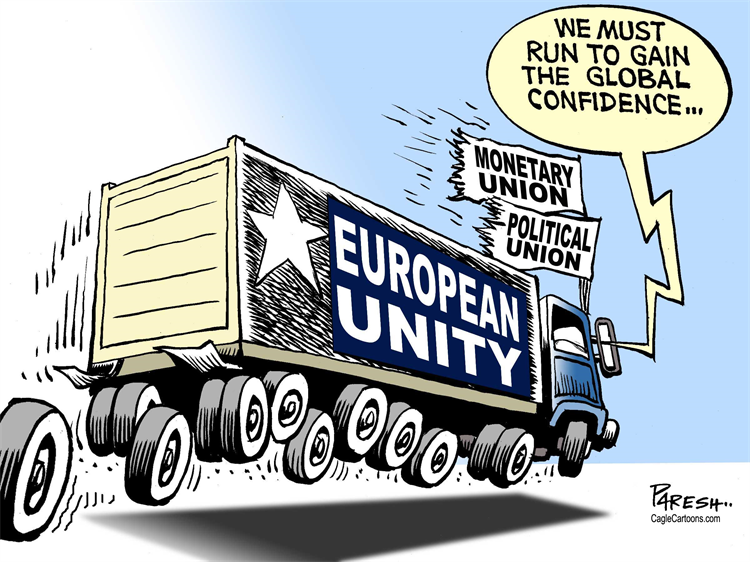 WE MUST
RUN TO GAIN
THE GLOBAL
CONFIDENCE...
MONETARY
UNION
POLITICAL
UNION
EUROPEAN
UNITY
PARESH..
CagleCartoons.com